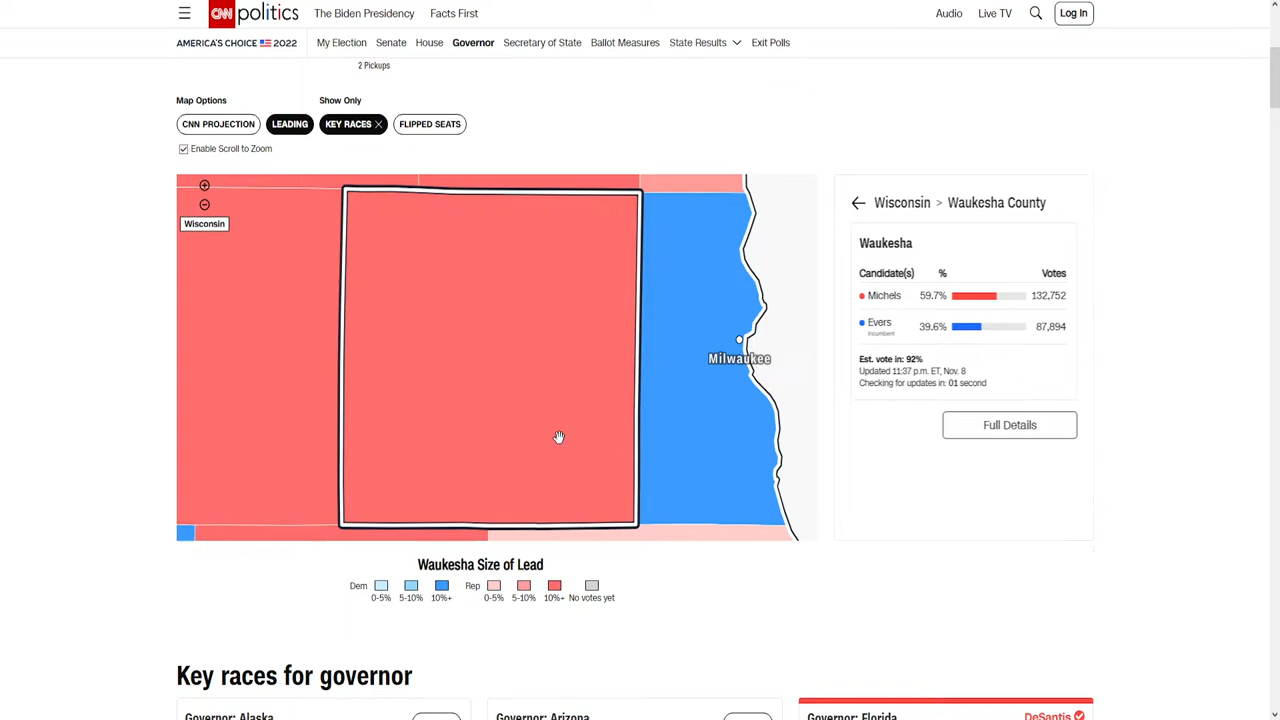 CNN politics The Biden Presidency Facts First Audio Live TV Log In
AMERICA'S CHOICE 2022 My Election Senate House Governor Secretary of State Ballot Measures State Results Exit Polls
2 Pickups
Map Options Show Only
CNN PROJECTION LEADING KEY RACES FLIPPED SEATS
Enable Scroll to Zoom
Wisconsin
Milwaukee
Wisconsin > Waukesha County
Waukesha
Candidate(s) % Votes
Michels 59.7% 132,752
Evers 39.6% 87,894
Incumbent
Est. vote in: 92%
Updated 11:37 p.m. ET, Nov. 8
Checking for updates in: 01 second
Full Details
Waukesha Size of Lead
Dem Rep
0-5% 5-10% 10%+ 0-5% 5-10% 10%+ No votes yet
Key races for governor
Governor: Alaska Governor: Arizona Governor: Florida DeSantis